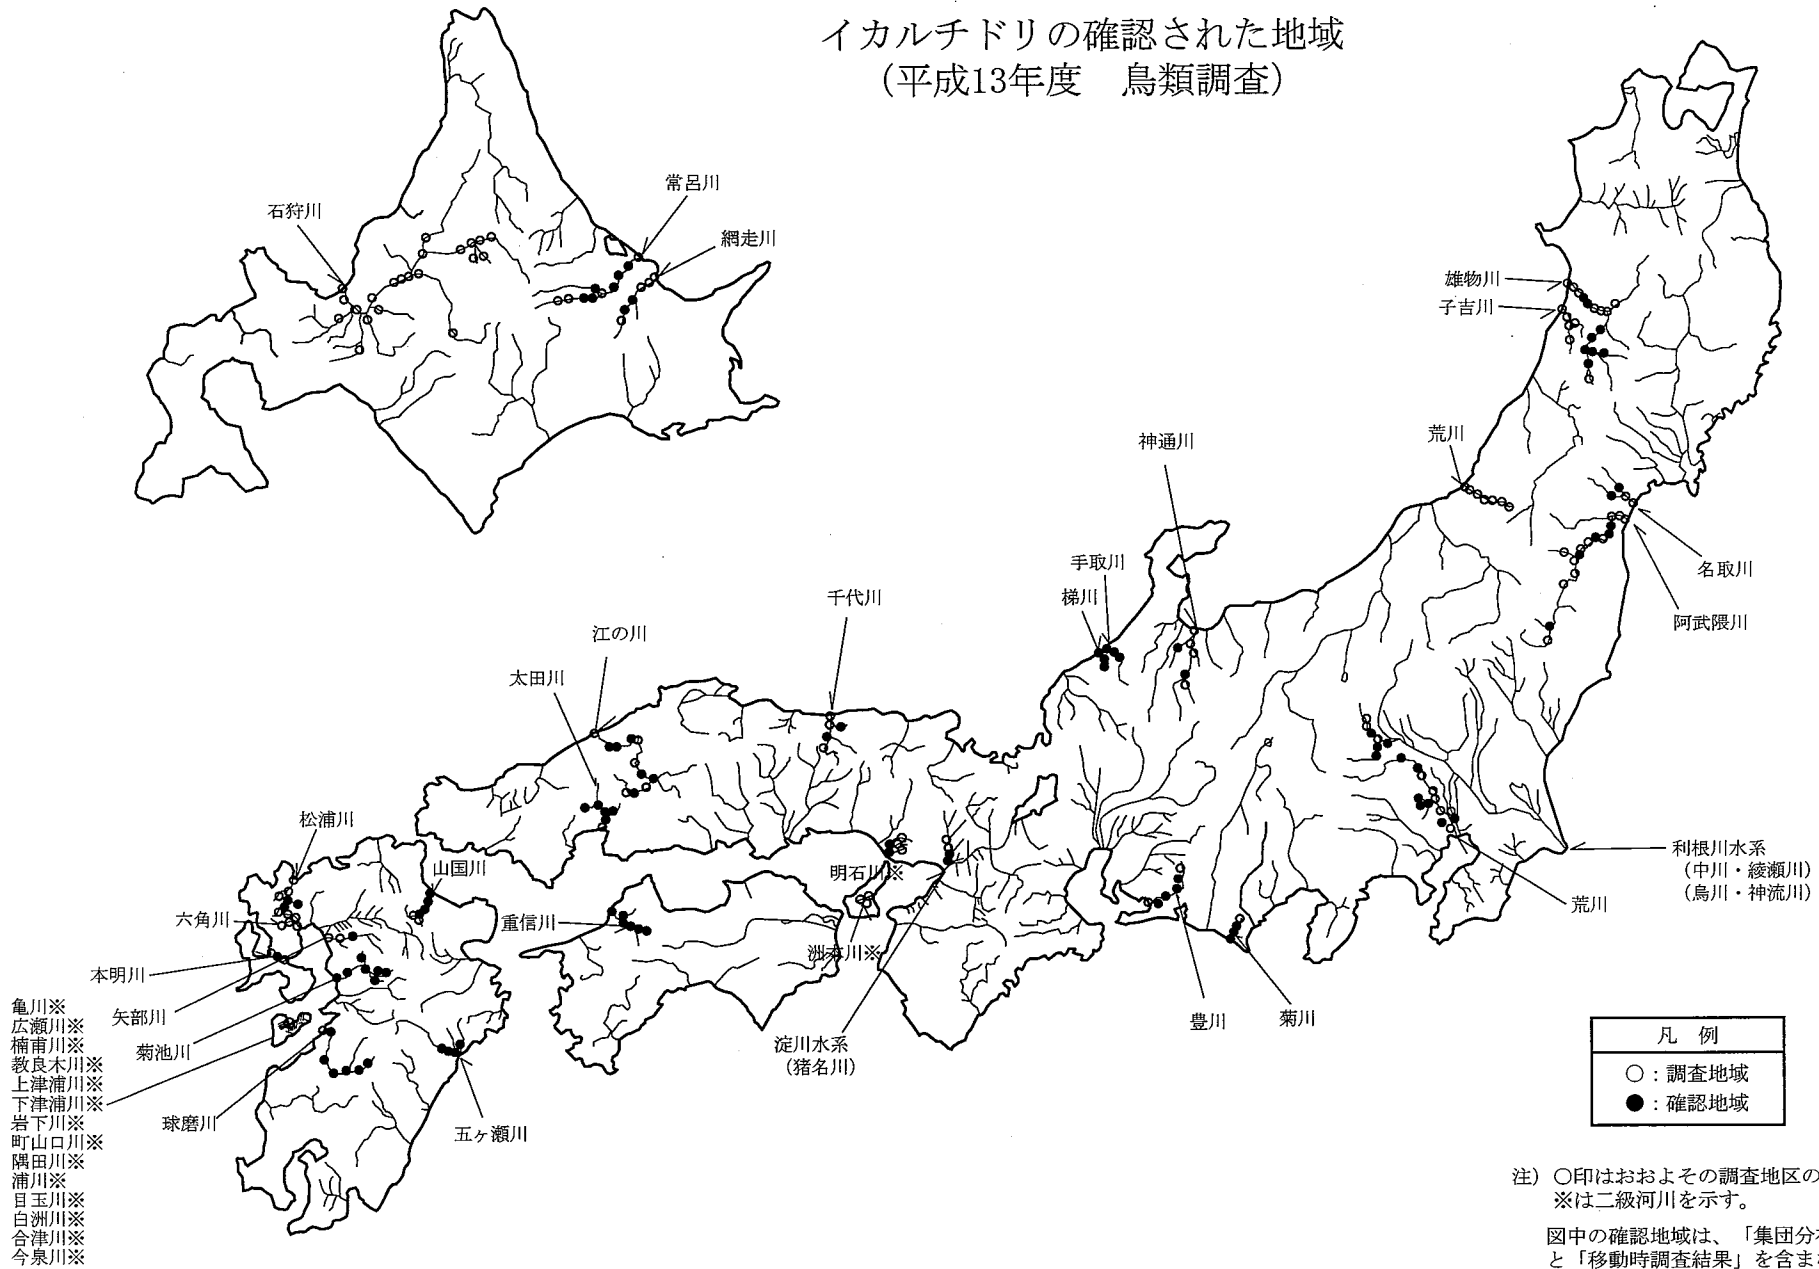 イカルチドリの確認された地域
（平成13年度　鳥類調査）
常呂川
石狩川
網走川
雄物川
子吉川
荒川
神通川
手取川
梯川
名取川
阿武隈川
千代川
江の川
太田川
松浦川
山国川
明石川※
六角川
重信川
洲本川※
利根川水系
（中川・綾瀬川）
（烏川・神流川）
荒川
本明川
矢部川
菊池川
豊川
菊川
淀川水系
（猪名川）
球磨川
五ヶ瀬川
亀川※
広瀬川※
楠甫川※
教良木川※
上津浦川※
下津浦川※
岩下川※
町山口川※
隅田川※
浦川※
目玉川※
白洲川※
合津川※
今泉川※
凡　例
○：調査地域
●：確認地域
注）○印はおおよその調査地区の
※は二級河川を示す。
図中の確認地域は、「集団分
と「移動時調査結果」を含ま